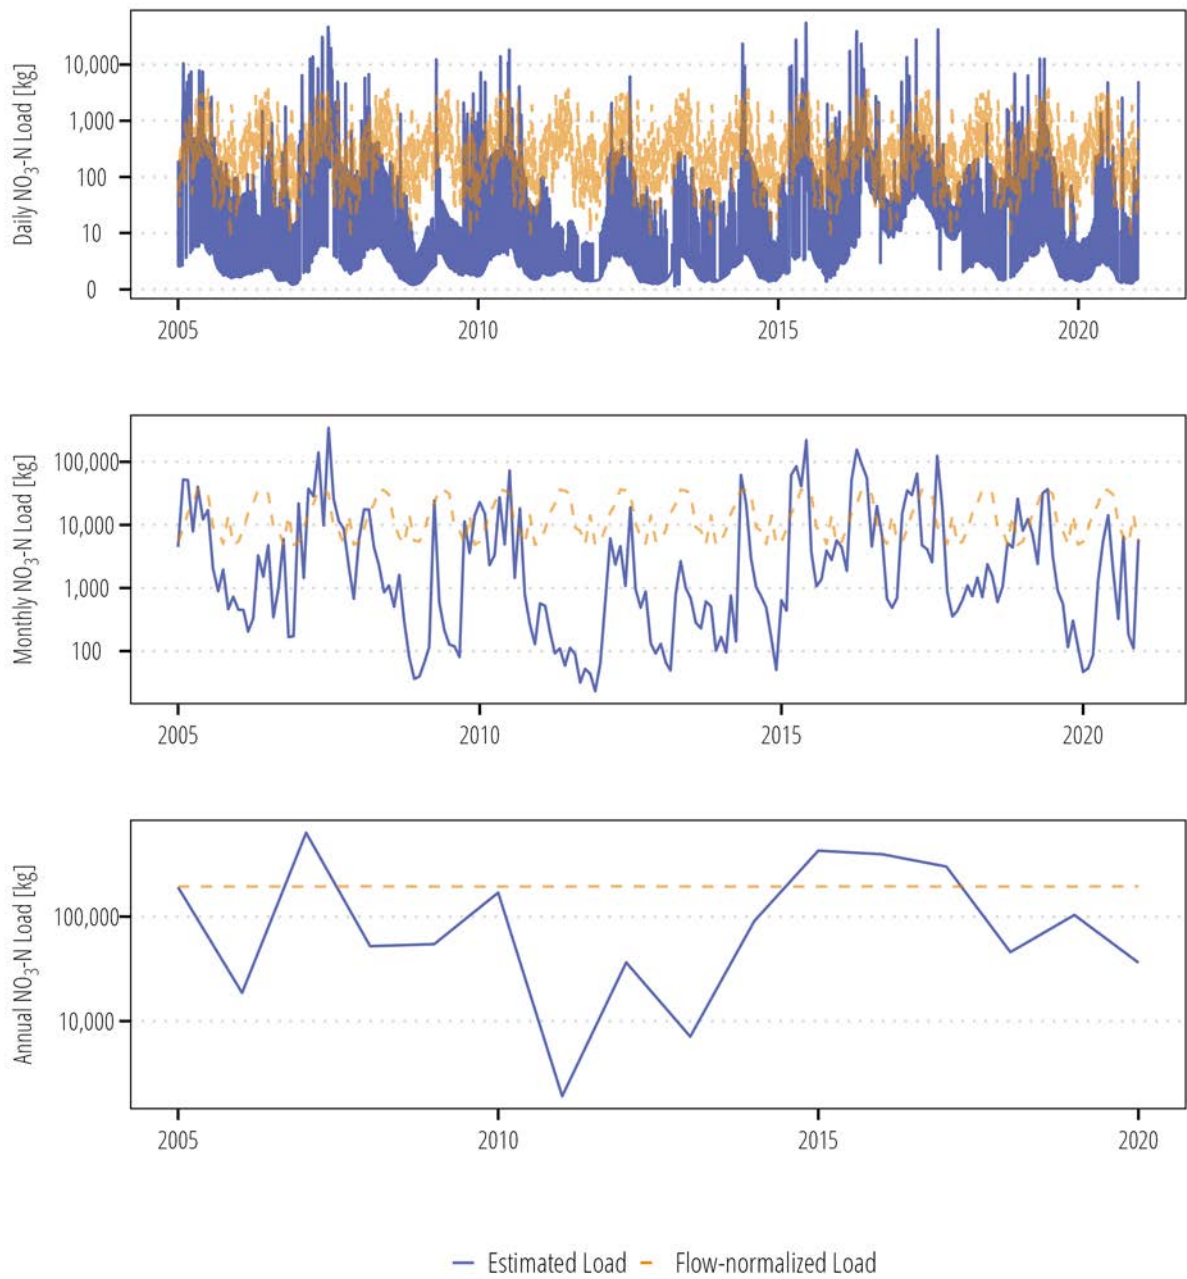 Daily NO₃-N Load [kg]
10,000
1,000
100
10
0
2005 2010 2015 2020
Monthly NO₃-N Load [kg]
100,000
10,000
1,000
100
2005 2010 2015 2020
Annual NO₃-N Load [kg]
100,000
10,000
2005 2010 2015 2020
Estimated Load Flow-normalized Load